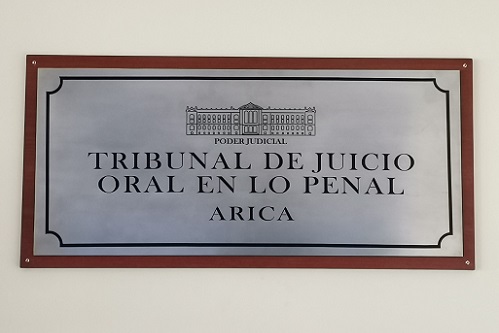 PODER JUDICIAL
TRIBUNAL DE JUICIO
ORAL EN LO PENAL
ARICA